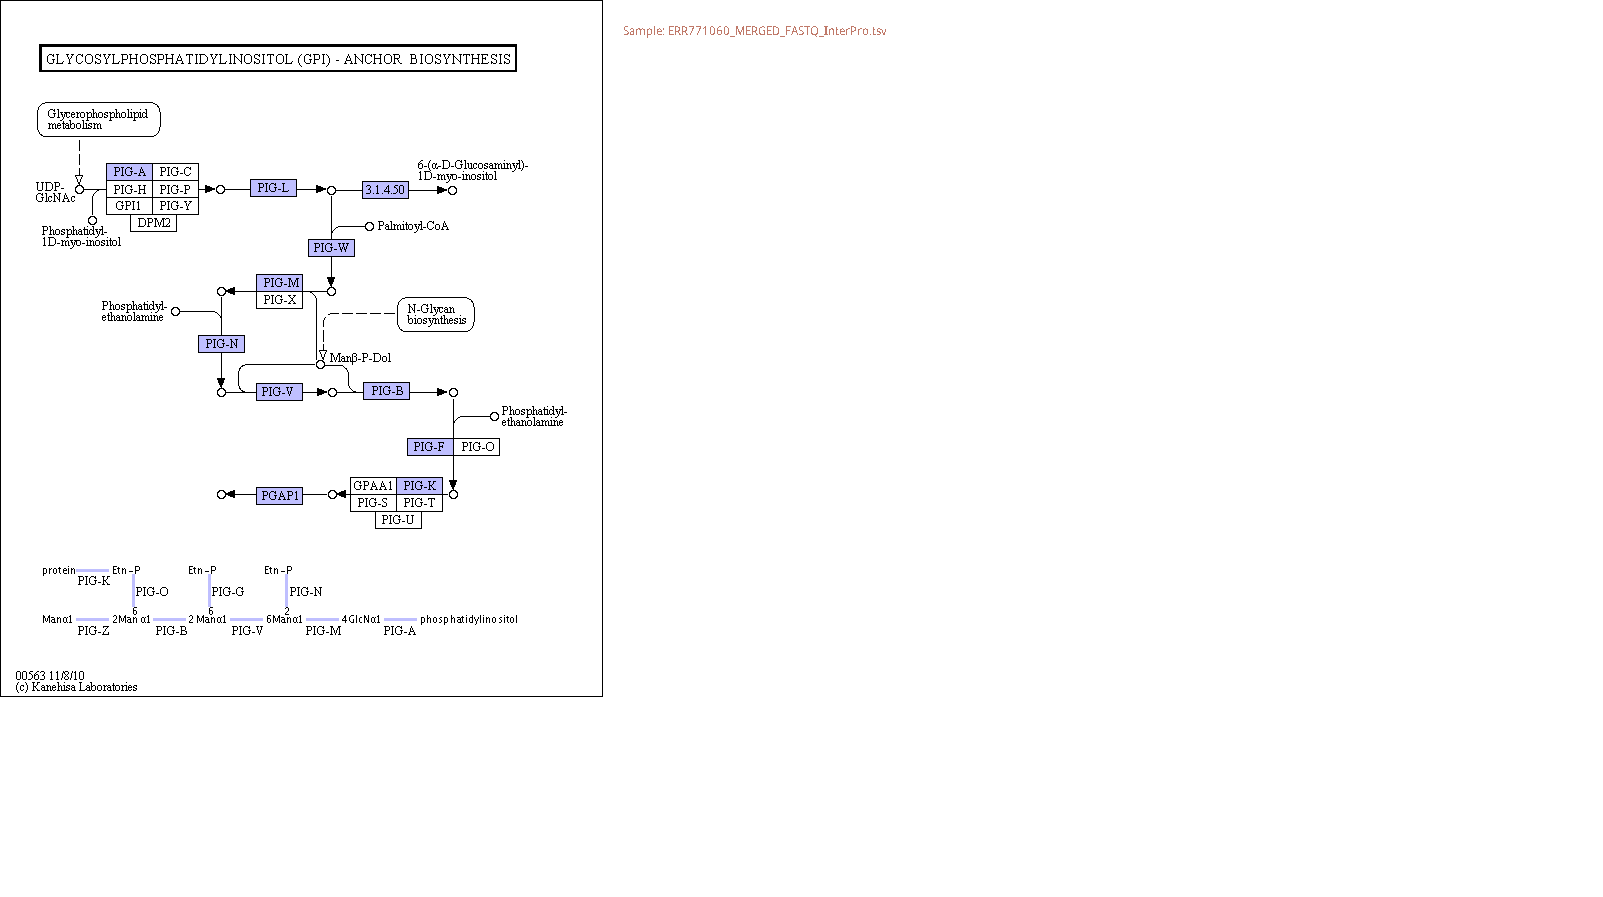 Sample: ERR771060_MERGED_FASTQ_InterPro.tsv
GLYCOSYLPHOSPHATIDYLINOSITOL (GPI) - ANCHOR BIOSYNTHESIS
Glycerophospholipid
metabolism
PIG-A PIG-C
UDP-
GlcNAc
PIG-H PIG-P
GPI1 PIG-Y
DPM2
Phosphatidyl-
1D-myo-inositol
PIG-L
3.1.4.50
6-(α-D-Glucosaminyl)-
1D-myo-inositol
Palmitoyl-CoA
PIG-W
PIG-M
PIG-X
Phosphatidyl-
ethanolamine
N-Glycan
biosynthesis
PIG-N
Manβ-P-Dol
PIG-V
PIG-B
Phosphatidyl-
ethanolamine
PIG-F PIG-O
PGAP1
GPAA1 PIG-K
PIG-S PIG-T
PIG-U
protein Etn-P Etn-P Etn-P
PIG-K
PIG-O PIG-G PIG-N
6 6 2
Manα1 2Manα1 2Manα1 6Manα1 4GlcNα1 phosphatidylinositol
PIG-Z PIG-B PIG-V PIG-M PIG-A
00563 11/8/10
(c) Kanehisa Laboratories